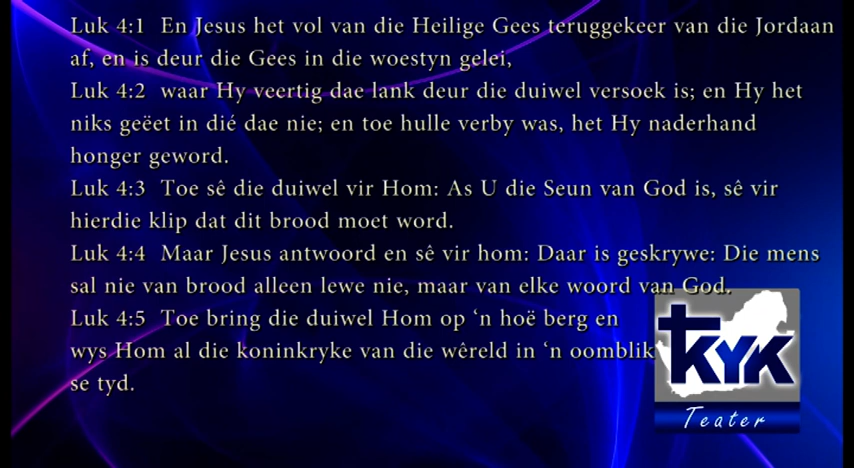 Luk 4:1 En Jesus het vol van die Heilige Gees teruggekeer van die Jordaan
af, en is deur die Gees in die woestyn gelei,
Luk 4:2 waar Hy veertig dae lank deur die duiwel versoek is; en Hy het
niks geëet in dié dae nie; en toe hulle verby was, het Hy naderhand
honger geword.
Luk 4:3 Toe sê die duiwel vir Hom: As U die Seun van God is, sê vir
hierdie klip dat dit brood moet word.
Luk 4:4 Maar Jesus antwoord en sê vir hom: Daar is geskrywe: Die mens
sal nie van brood alleen lewe nie, maar van elke woord van God.
Luk 4:5 Toe bring die duiwel Hom op ‘n hoë berg en
wys Hom al die koninkryke van die wêreld in ‘n oomblik
se tyd.
KYK
Teater